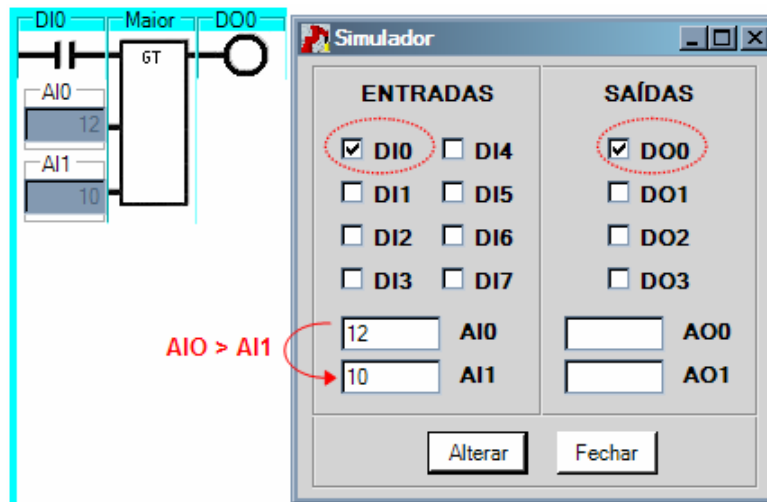 DI0 Maior DO0
GT
AI0
12
AI1
10
AI0 > AI1
Simulador
ENTRADAS SAÍDAS
DI0 DI4 DO0
DI1 DI5 DO1
DI2 DI6 DO2
DI3 DI7 DO3
12 AI0 AO0
10 AI1 AO1
Alterar Fechar